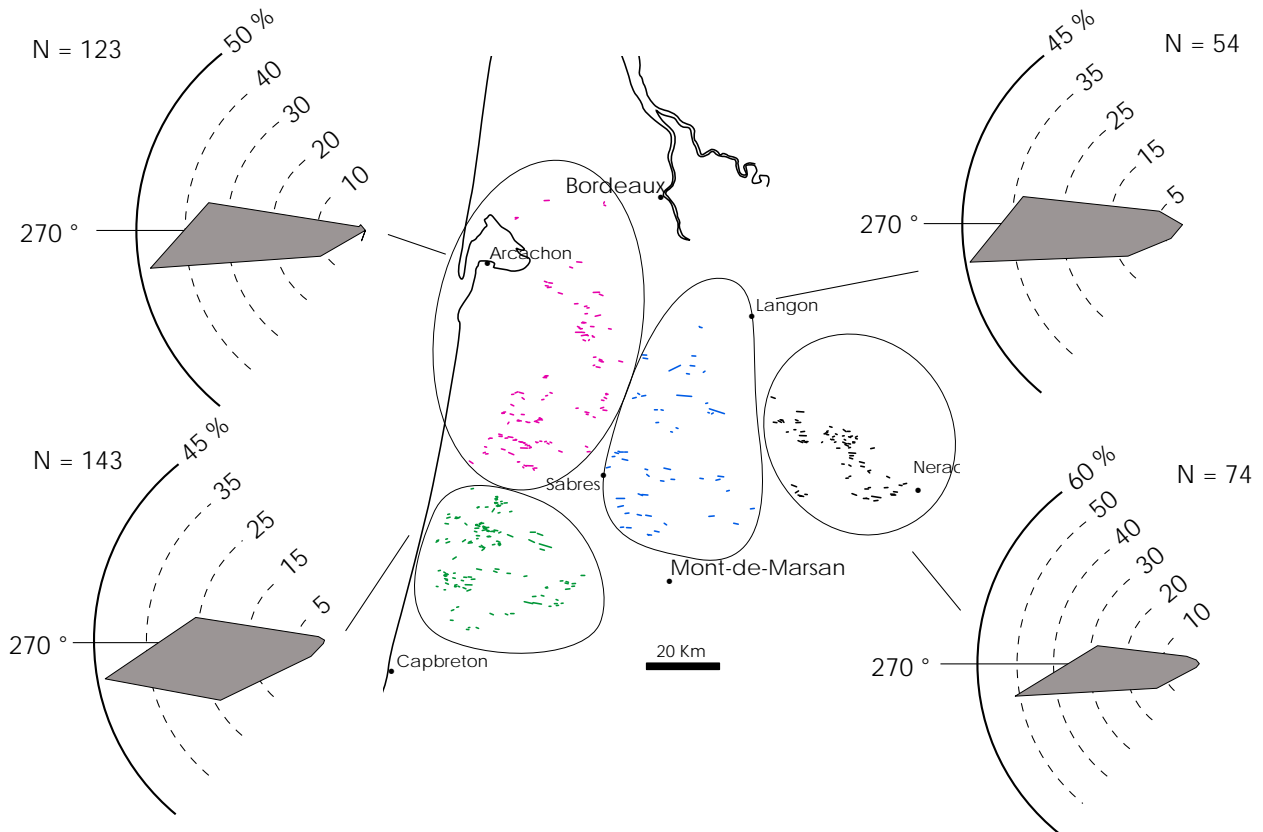 N = 123
50 %
40
30
20
10
270 °
N = 54
45 %
35
25
15
5
270 °
Bordeaux
Arcachon
Langon
Nerac
Sabres
Mont-de-Marsan
20 Km
Capbreton
N = 143
45 %
35
25
15
5
270 °
N = 74
60 %
50
40
30
20
10
270 °